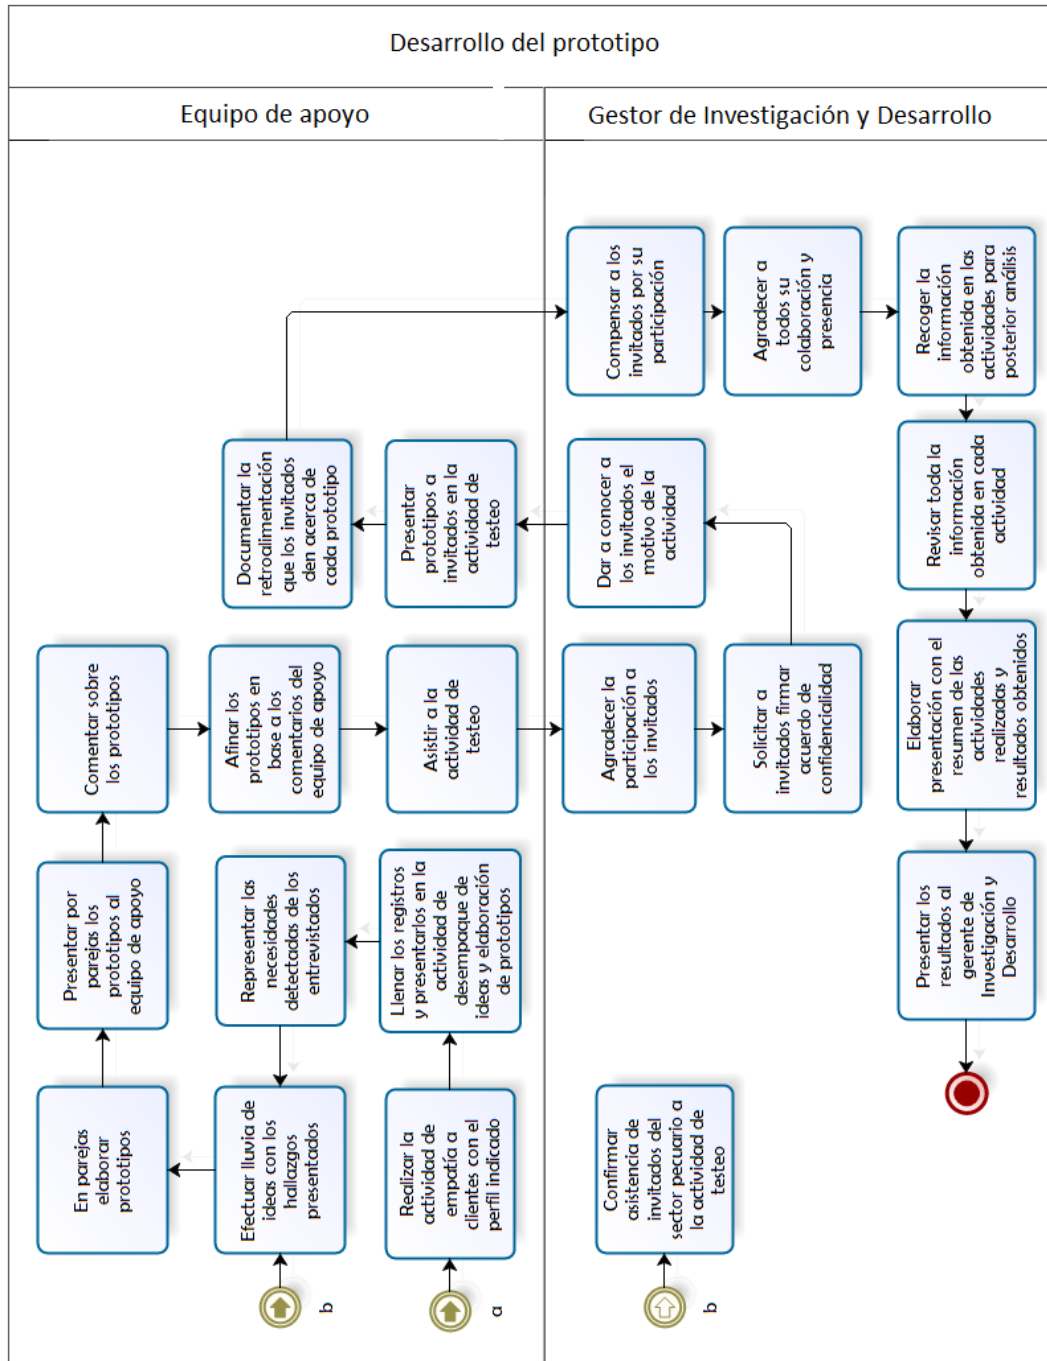 Desarrollo del prototipo
Equipo de apoyo
Gestor de Investigación y Desarrollo
Realizar la
actividad de
empatía a
clientes con el
perfil indicado
Llenar los registros
y presentarlos en la
actividad de
desempaque de
ideas y elaboración
de prototipos
Representar las
necesidades
detectadas de los
entrevistados
Efectuar lluvia de
ideas con los
hallazgos
presentados
En parejas
elaborar
prototipos
Presentar por
parejas los
prototipos al
equipo de apoyo
Comentar sobre
los prototipos
Afinar los
prototipos en
base a los
comentarios del
equipo de apoyo
Asistir a la
actividad de
testeo
Agradecer la
participación a
los invitados
Solicitar a
invitados firmar
acuerdo de
confidencialidad
Dar a conocer a
los invitados el
motivo de la
actividad
Presentar
prototipos a
invitados en la
actividad de
testeo
Documentar la
retroalimentación
que los invitados
den acerca de
cada prototipo
Compensar a los
invitados por su
participación
Agradecer a
todos su
colaboración y
presencia
Recoger la
información
obtenida en las
actividades para
posterior análisis
Revisar toda la
información
obtenida en cada
actividad
Elaborar
presentación con el
resumen de las
actividades
realizadas y
resultados obtenidos
Presentar los
resultados al
gerente de
Investigación y
Desarrollo
Confirmar
asistencia de
invitados del
sector pecuario a
la actividad de
testeo
b
a
b